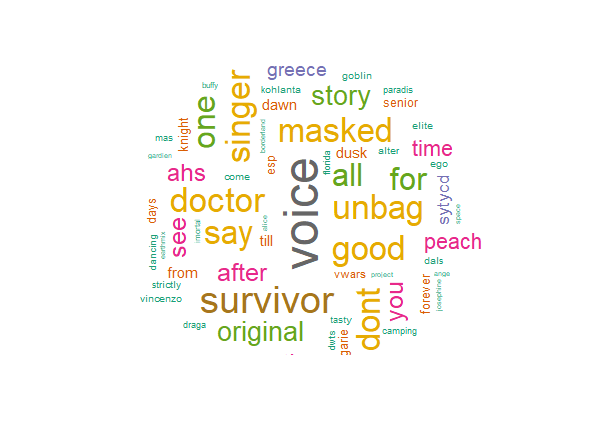 buffy
greece
goblin
kohlanta
paradis
story
senior
dawn
singer
one
knight
mas
borderland
masked
elite
time
gardien
ahs
come
esp
florida
dusk
alter
ego
all
for
sytycd
space
doctor
unbag
days
see
imortal
say
till
alice
voice
good
peach
dancing
earthmix
from
after
vwars
project
dals
ange
strictly
vincenzo
survivor
dont
you
forever
josephine
draga
original
tasty
dwts
garie
camping